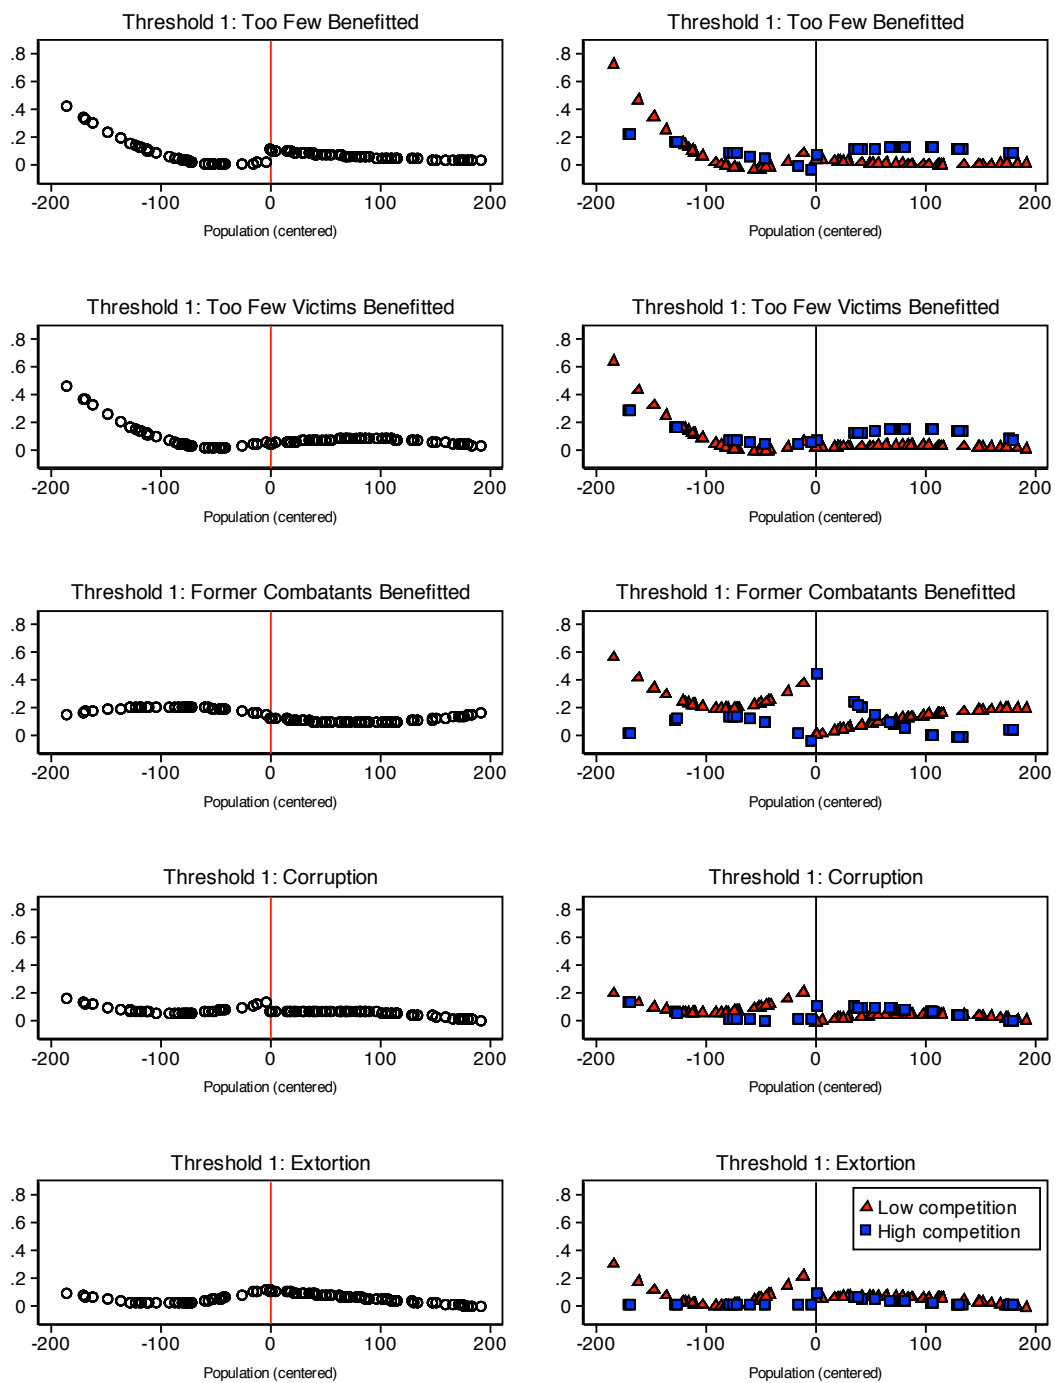 Threshold 1: Too Few Benefitted
.8
.6
.4
.2
0
-200 -100 0 100 200
Population (centered)
Threshold 1: Too Few Benefitted
.8
.6
.4
.2
0
-200 -100 0 100 200
Population (centered)
Threshold 1: Too Few Victims Benefitted
.8
.6
.4
.2
0
-200 -100 0 100 200
Population (centered)
Threshold 1: Too Few Victims Benefitted
.8
.6
.4
.2
0
-200 -100 0 100 200
Population (centered)
Threshold 1: Former Combatants Benefitted
.8
.6
.4
.2
0
-200 -100 0 100 200
Population (centered)
Threshold 1: Former Combatants Benefitted
.8
.6
.4
.2
0
-200 -100 0 100 200
Population (centered)
Threshold 1: Corruption
.8
.6
.4
.2
0
-200 -100 0 100 200
Population (centered)
Threshold 1: Corruption
.8
.6
.4
.2
0
-200 -100 0 100 200
Population (centered)
Threshold 1: Extortion
.8
.6
.4
.2
0
-200 -100 0 100 200
Population (centered)
Threshold 1: Extortion
.8
.6
.4
.2
0
Low competition
High competition
-200 -100 0 100 200
Population (centered)